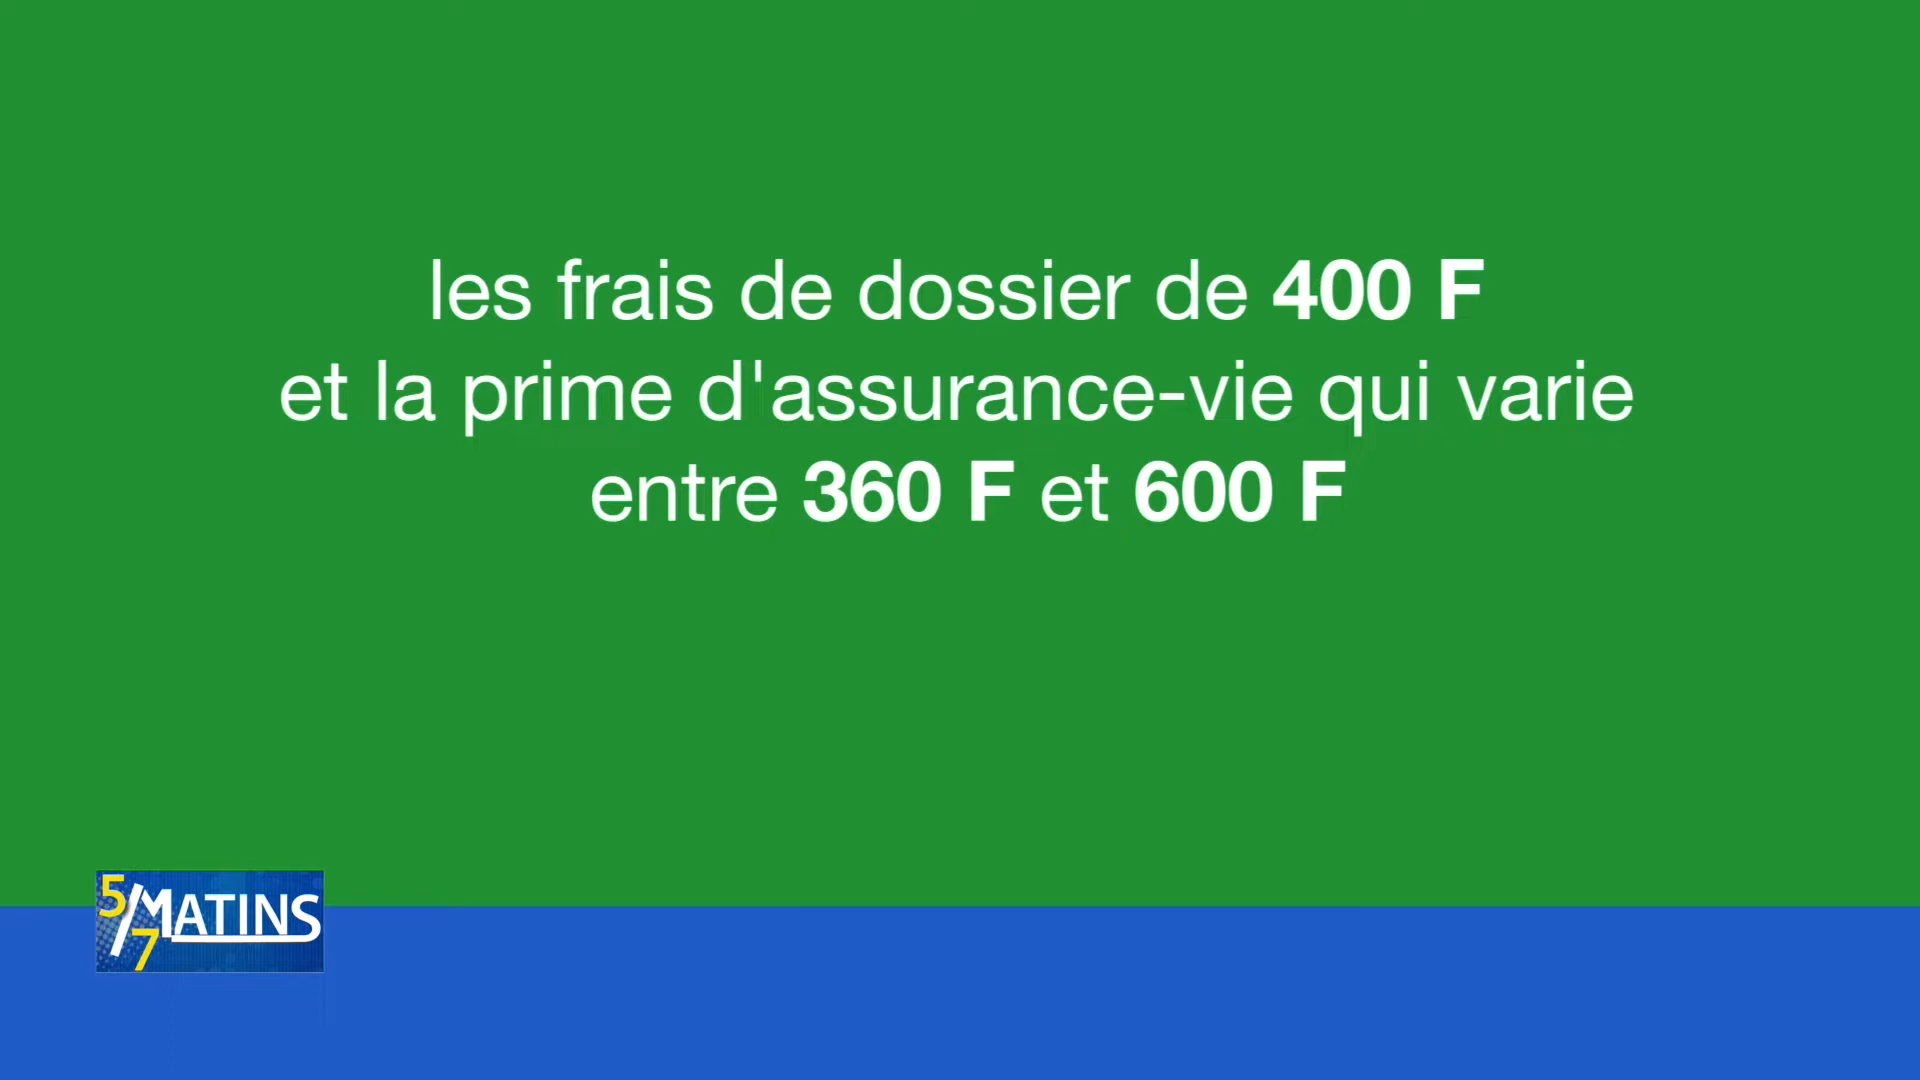 les frais de dossier de 400 F
et la prime d'assurance-vie qui varie
entre 360 F et 600 F
5/7 MATINS